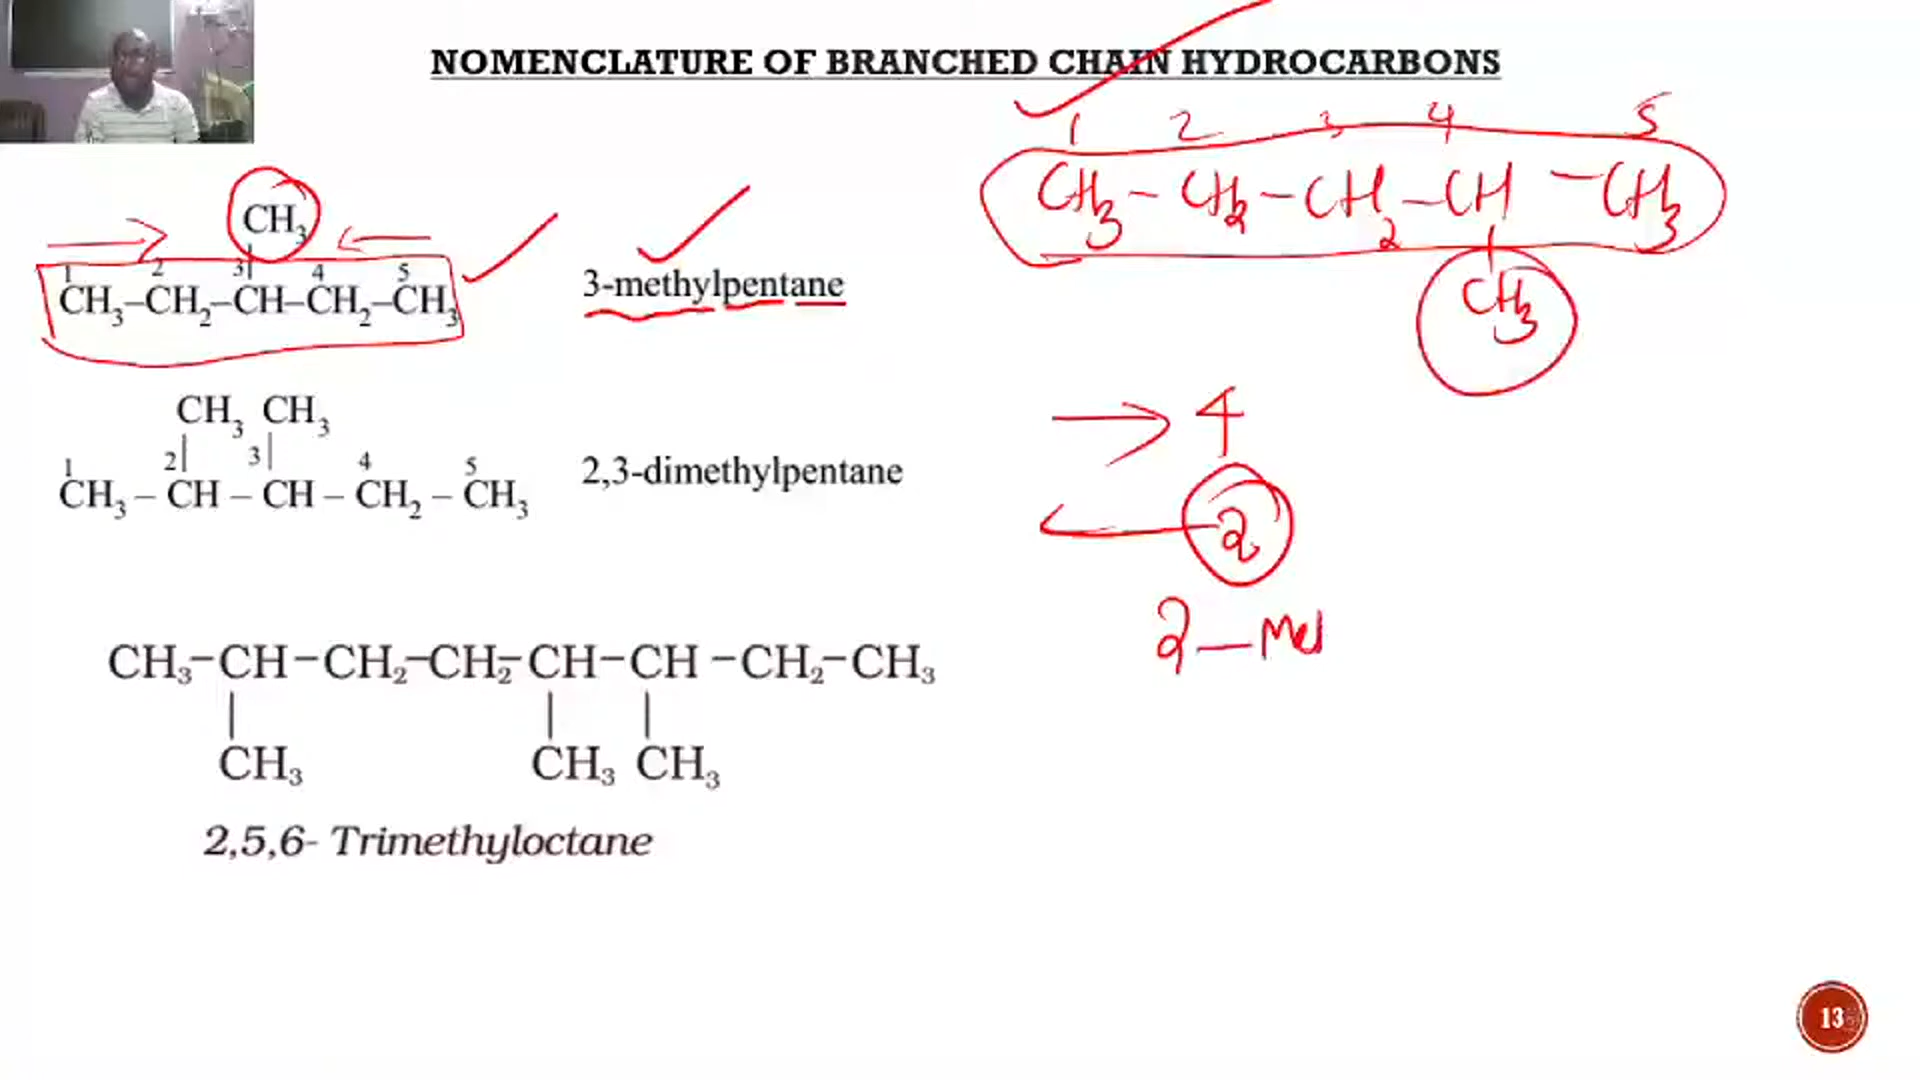 NOMENCLATURE OF BRANCHED CHAIN HYDROCARBONS
1 2 3 4 5
CH3 – CH2 – CH2 – CH – CH3
CH3
CH3
1 2 3 4 5
CH3–CH2–CH–CH2–CH3
3-methylpentane
CH3 CH3
1 2 3 4 5
CH3 – CH – CH – CH2 – CH3
2,3-dimethylpentane
4
2
2 – Me
CH3–CH–CH2–CH2–CH–CH–CH2–CH3
CH3 CH3 CH3
2,5,6- Trimethyloctane
13